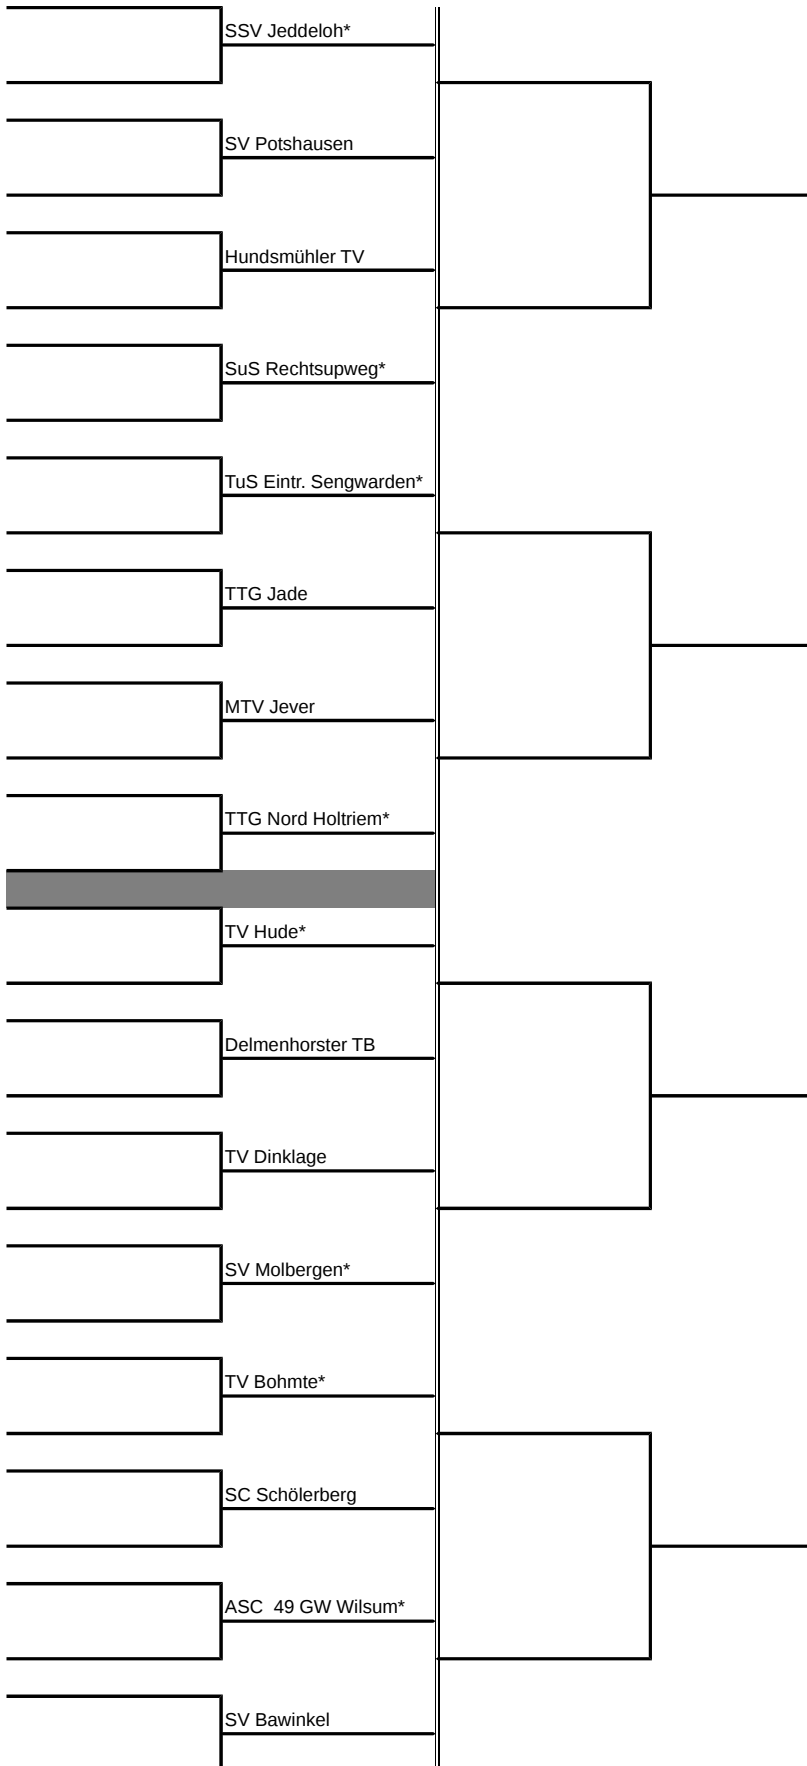 SSV Jeddeloh*
SV Potshausen
Hundsmühler TV
SuS Rechtsupweg*
TuS Eintr. Sengwarden*
TTG Jade
MTV Jever
TTG Nord Holtriem*
TV Hude*
Delmenhorster TB
TV Dinklage
SV Molbergen*
TV Bohmte*
SC Schölerberg
ASC  49 GW Wilsum*
SV Bawinkel